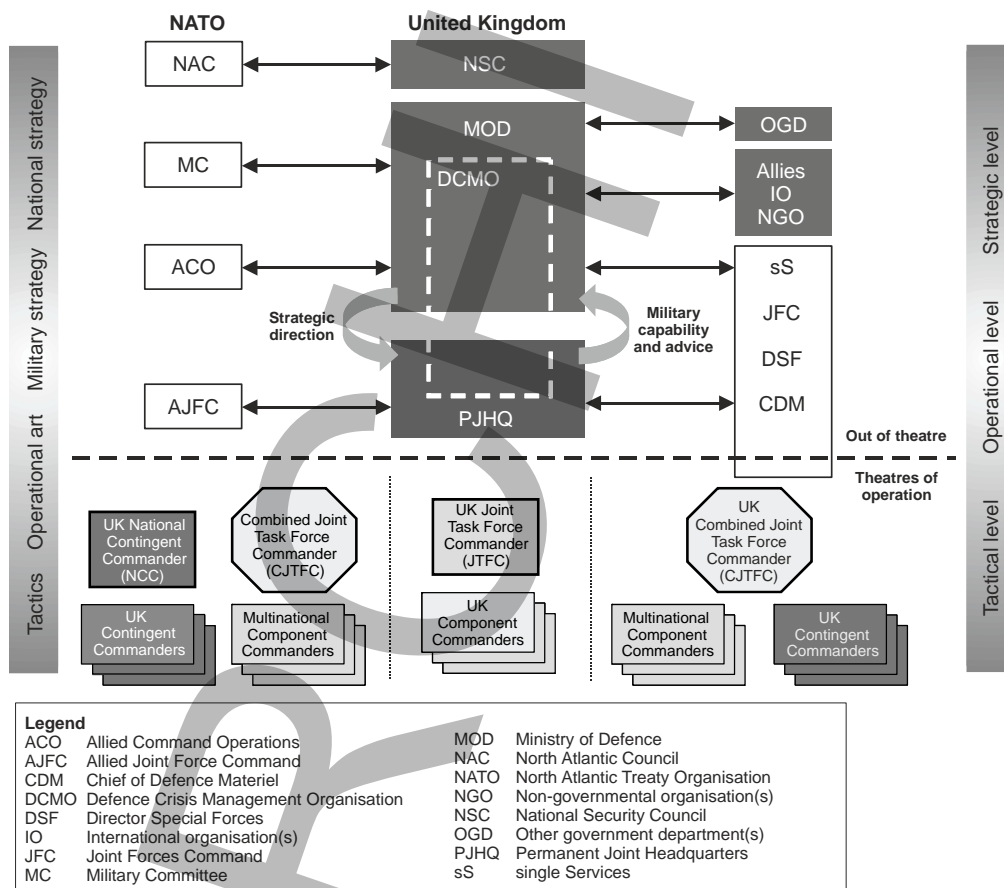 NATO
United Kingdom
NAC
NSC
MOD
OGD
MC
DCMO
Allies
IO
NGO
ACO
sS
JFC
DSF
CDM
Strategic
direction
Military
capability
and advice
AJFC
PJHQ
Out of theatre
Theatres of
operation
National strategy
Military strategy
Operational art
Tactics
Strategic level
Operational level
Tactical level
UK National
Contingent
Commander
(NCC)
Combined Joint
Task Force
Commander
(CJTFC)
UK Joint
Task Force
Commander
(JTFC)
UK
Combined Joint
Task Force
Commander
(CJTFC)
UK
Contingent
Commanders
Multinational
Component
Commanders
UK
Component
Commanders
Multinational
Component
Commanders
UK
Contingent
Commanders
Legend
ACO Allied Command Operations
AJFC Allied Joint Force Command
CDM Chief of Defence Materiel
DCMO Defence Crisis Management Organisation
DSF Director Special Forces
IO International organisation(s)
JFC Joint Forces Command
MC Military Committee
MOD Ministry of Defence
NAC North Atlantic Council
NATO North Atlantic Treaty Organisation
NGO Non-governmental organisation(s)
NSC National Security Council
OGD Other government department(s)
PJHQ Permanent Joint Headquarters
sS single Services